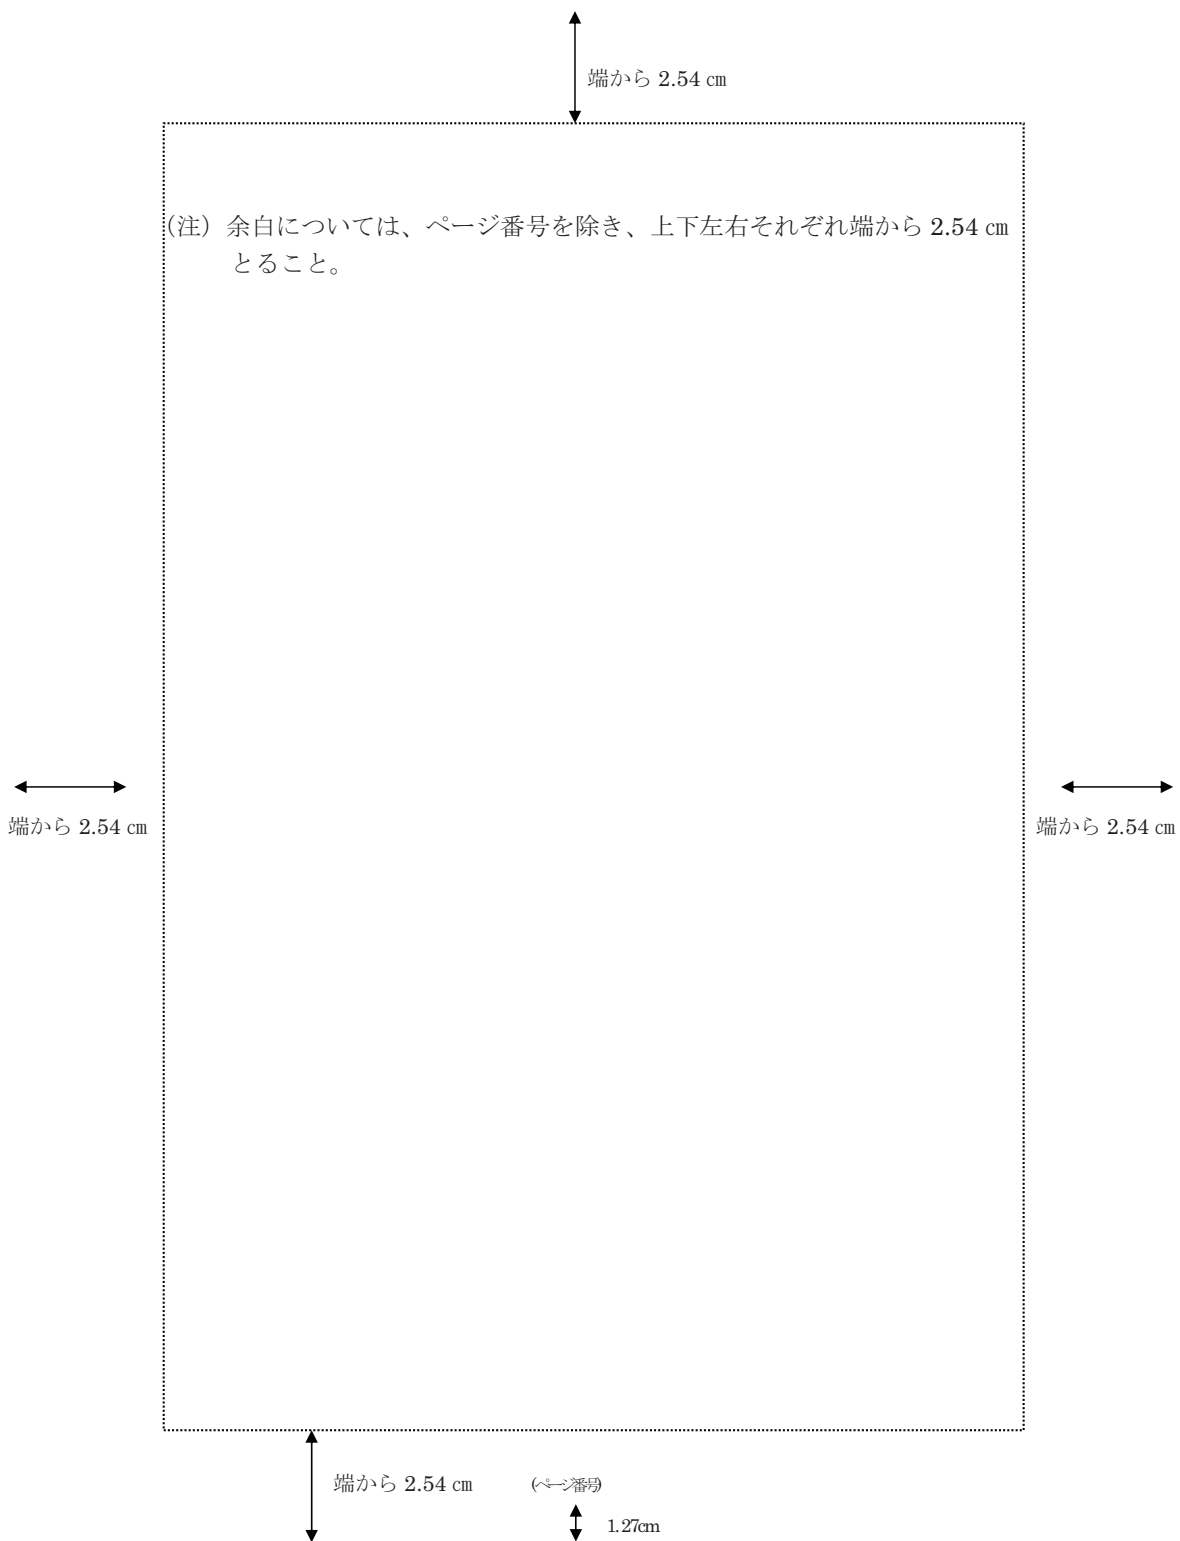 端から 2.54 ㎝
(注) 余白については、ページ番号を除き、上下左右それぞれ端から 2.54 ㎝
とること。
端から 2.54 ㎝
端から 2.54 ㎝
端から 2.54 ㎝
(ページ番号)
1.27cm